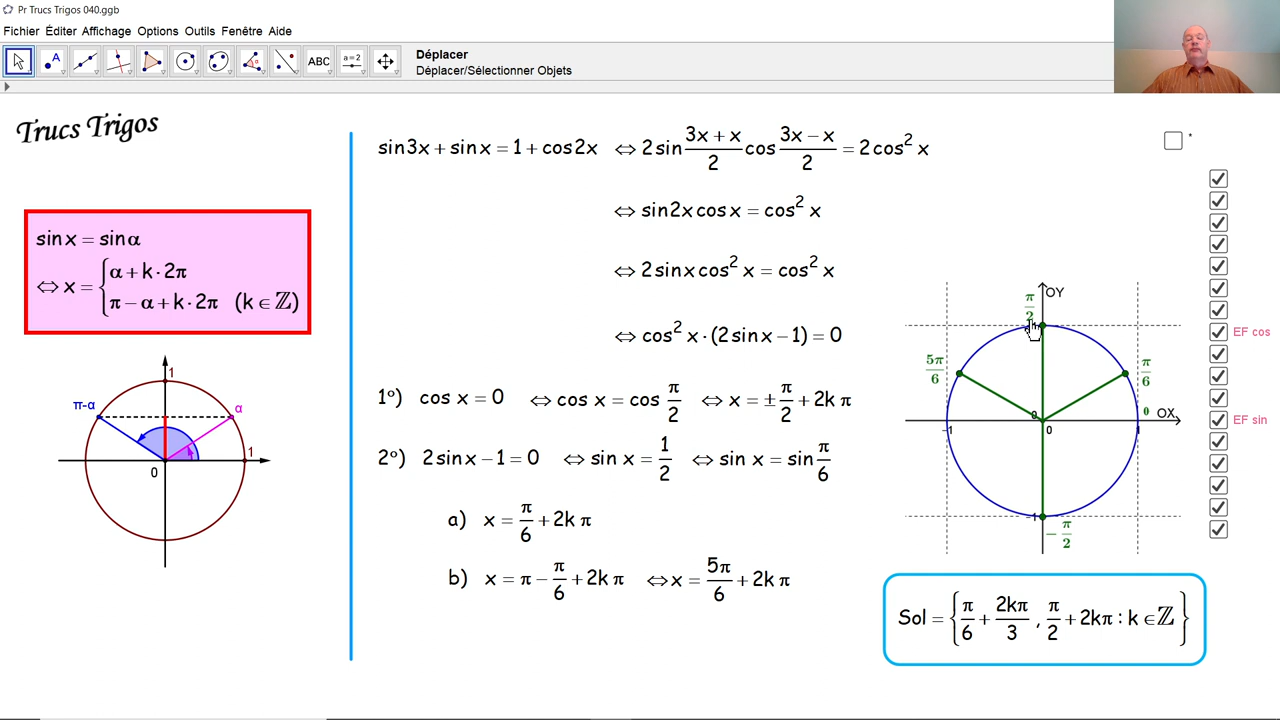 Pr Trucs Trigos 040.ggb
Fichier Éditer Affichage Options Outils Fenêtre Aide
A ABC a=2
Déplacer
Déplacer/Sélectionner Objets
Trucs Trigos
sin x = sin α
⇔ x = { α + k · 2π
π − α + k · 2π (k ∈ ℤ)
1
π-α
α
1
0
sin3x + sin x = 1 + cos2x ⇔ 2 sin (3x + x)/2 cos (3x − x)/2 = 2 cos² x
⇔ sin2x cos x = cos² x
⇔ 2 sin x cos² x = cos² x
⇔ cos² x · (2 sin x − 1) = 0
1°) cos x = 0 ⇔ cos x = cos π/2 ⇔ x = ± π/2 + 2k π
2°) 2 sin x − 1 = 0 ⇔ sin x = 1/2 ⇔ sin x = sin π/6
a) x = π/6 + 2k π
b) x = π − π/6 + 2k π ⇔ x = 5π/6 + 2k π
*
EF cos
EF sin
π/2
OY
5π/6
π/6
0
OX
−1
0
0
1
−1
− π/2
Sol = { π/6 + 2kπ/3 , π/2 + 2kπ : k ∈ ℤ }